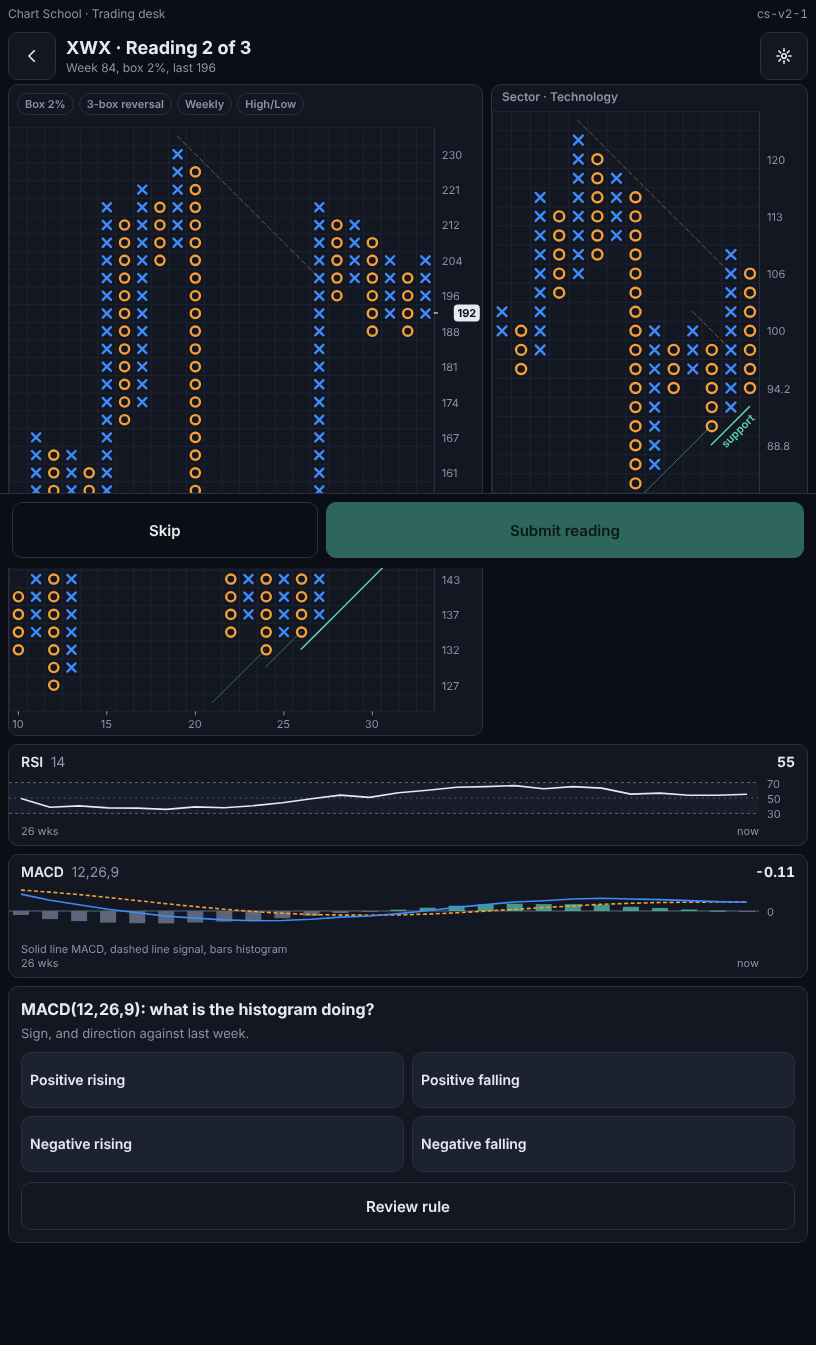 Chart School · Trading desk
cs-v2-1
XWX · Reading 2 of 3
Week 84, box 2%, last 196
Box 2%
3-box reversal
Weekly
High/Low
230
221
212
204
196
192
188
181
174
167
161
Sector · Technology
120
113
106
100
94.2
88.8
support
Skip
Submit reading
143
137
132
127
10
15
20
25
30
RSI 14
55
70
50
30
26 wks
now
MACD 12,26,9
-0.11
0
Solid line MACD, dashed line signal, bars histogram
26 wks
now
MACD(12,26,9): what is the histogram doing?
Sign, and direction against last week.
Positive rising
Positive falling
Negative rising
Negative falling
Review rule